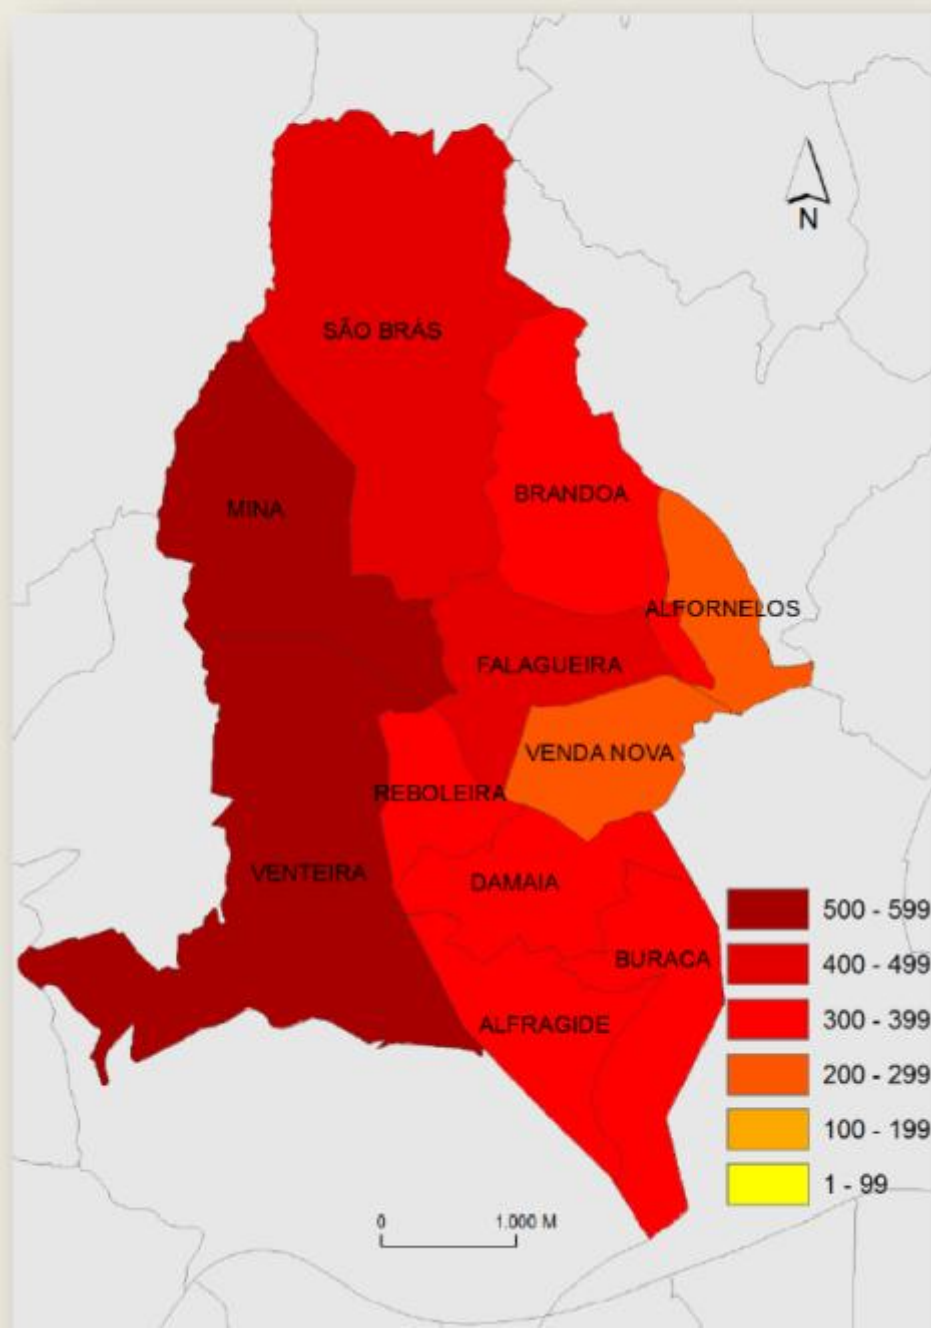 N
SÃO BRÁS
BRANDOA
MINA
ALFORNELOS
FALAGUEIRA
VENDA NOVA
REBOLEIRA
VENTEIRA
DAMAIA
BURACA
ALFRAGIDE
500 - 599
400 - 499
300 - 399
200 - 299
100 - 199
1 - 99
0 1.000 M